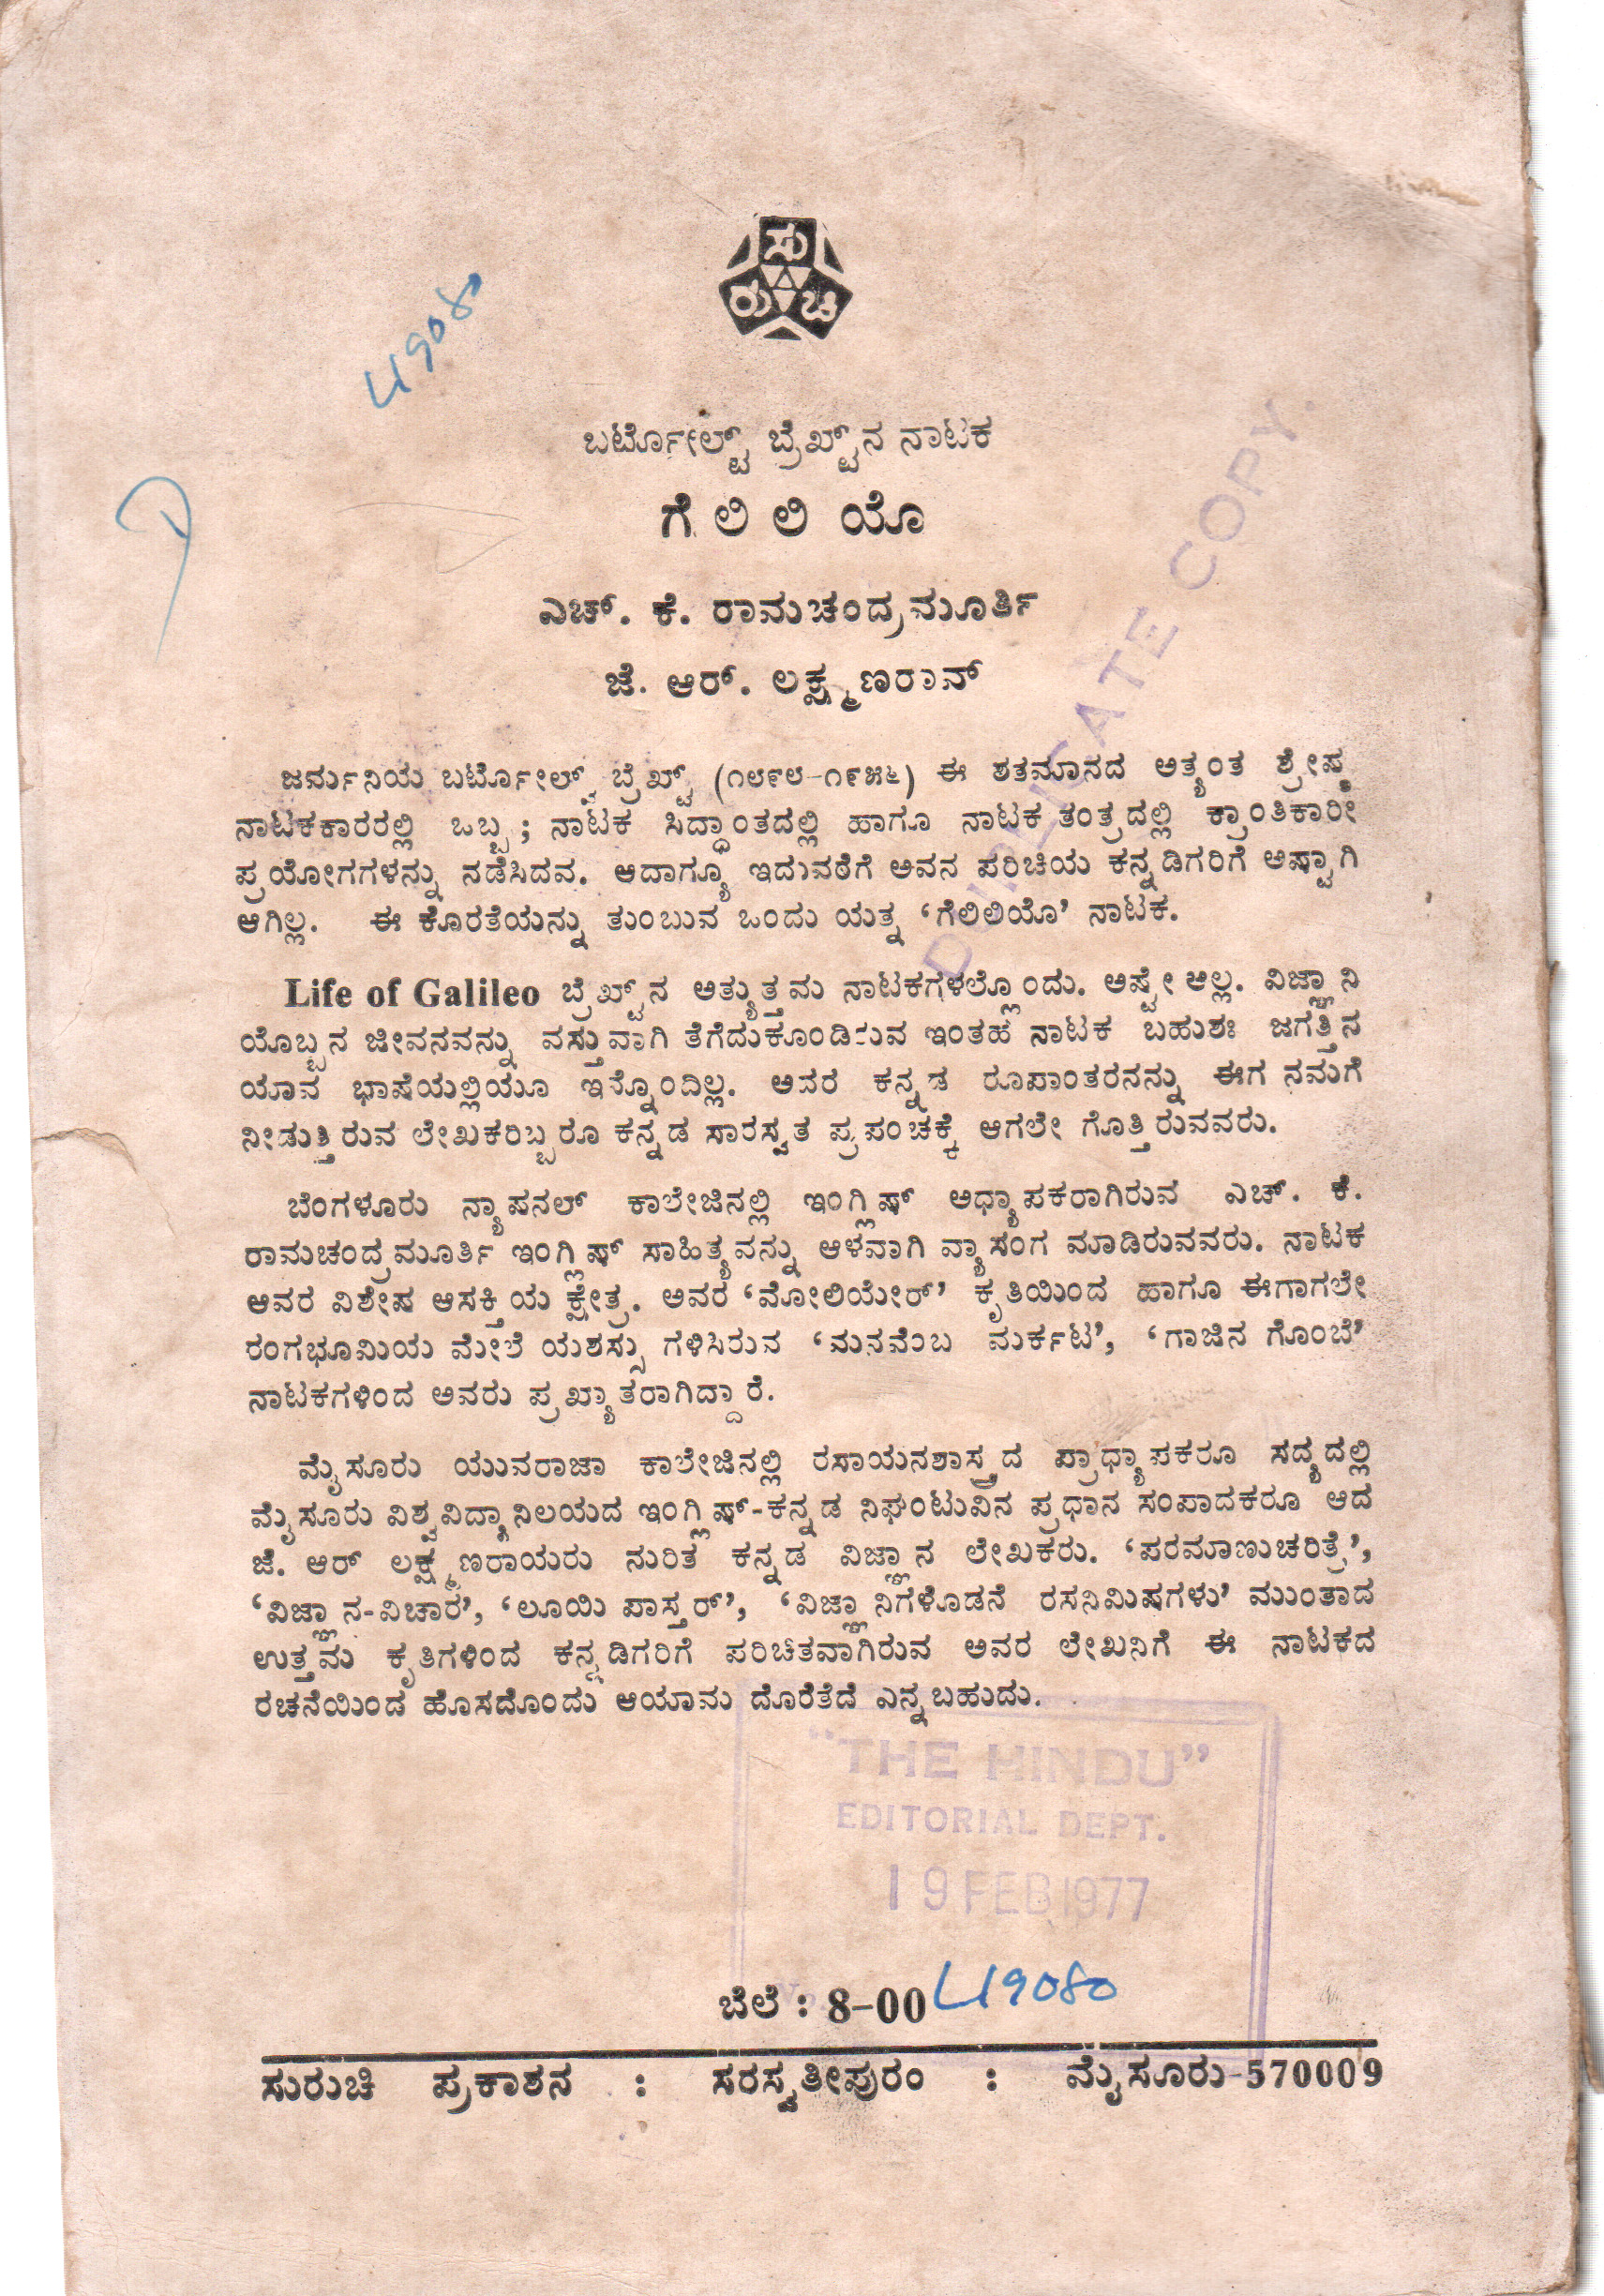 ಸು
ರು ಚಿ
49080
ಬರ್ಟೋಲ್ಟ್ ಬ್ರೆಖ್ಟ್‌ನ ನಾಟಕ
ಗೆಲಿಲಿಯೊ
ಎಚ್. ಕೆ. ರಾಮಚಂದ್ರಮೂರ್ತಿ
ಜೆ. ಆರ್. ಲಕ್ಷ್ಮಣರಾವ್
DUPLICATE COPY.
ಜರ್ಮನಿಯ ಬರ್ಟೋಲ್ಟ್ ಬ್ರೆಖ್ಟ್ (೧೮೯೮-೧೯೫೬) ಈ ಶತಮಾನದ ಅತ್ಯಂತ ಶ್ರೇಷ್ಠ
ನಾಟಕಕಾರರಲ್ಲಿ ಒಬ್ಬ; ನಾಟಕ ಸಿದ್ಧಾಂತದಲ್ಲಿ ಹಾಗೂ ನಾಟಕ ತಂತ್ರದಲ್ಲಿ ಕ್ರಾಂತಿಕಾರೀ
ಪ್ರಯೋಗಗಳನ್ನು ನಡೆಸಿದವ. ಆದಾಗ್ಯೂ ಇದುವರೆಗೆ ಅವನ ಪರಿಚಯ ಕನ್ನಡಿಗರಿಗೆ ಅಷ್ಟಾಗಿ
ಆಗಿಲ್ಲ. ಈ ಕೊರತೆಯನ್ನು ತುಂಬುವ ಒಂದು ಯತ್ನ ‘ಗೆಲಿಲಿಯೊ’ ನಾಟಕ.
Life of Galileo ಬ್ರೆಖ್ಟ್‌ನ ಅತ್ಯುತ್ತಮ ನಾಟಕಗಳಲ್ಲೊಂದು. ಅಷ್ಟೇ ಅಲ್ಲ. ವಿಜ್ಞಾನಿ
ಯೊಬ್ಬನ ಜೀವನವನ್ನು ವಸ್ತುವಾಗಿ ತೆಗೆದುಕೊಂಡಿರುವ ಇಂತಹ ನಾಟಕ ಬಹುಶಃ ಜಗತ್ತಿನ
ಯಾವ ಭಾಷೆಯಲ್ಲಿಯೂ ಇನ್ನೊಂದಿಲ್ಲ. ಅದರ ಕನ್ನಡ ರೂಪಾಂತರನನ್ನು ಈಗ ನಮಗೆ
ನೀಡುತ್ತಿರುವ ಲೇಖಕರಿಬ್ಬರೂ ಕನ್ನಡ ಸಾರಸ್ವತ ಪ್ರಪಂಚಕ್ಕೆ ಆಗಲೇ ಗೊತ್ತಿರುವವರು.
ಬೆಂಗಳೂರು ನ್ಯಾಷನಲ್ ಕಾಲೇಜಿನಲ್ಲಿ ಇಂಗ್ಲಿಷ್ ಅಧ್ಯಾಪಕರಾಗಿರುವ ಎಚ್. ಕೆ.
ರಾಮಚಂದ್ರಮೂರ್ತಿ ಇಂಗ್ಲಿಷ್ ಸಾಹಿತ್ಯವನ್ನು ಆಳವಾಗಿ ವ್ಯಾಸಂಗ ಮಾಡಿರುವವರು. ನಾಟಕ
ಅವರ ವಿಶೇಷ ಆಸಕ್ತಿಯ ಕ್ಷೇತ್ರ. ಅವರ ‘ಮೋಲಿಯೇರ್’ ಕೃತಿಯಿಂದ ಹಾಗೂ ಈಗಾಗಲೇ
ರಂಗಭೂಮಿಯ ಮೇಲೆ ಯಶಸ್ಸು ಗಳಿಸಿರುವ ‘ಮನವೆಂಬ ಮರ್ಕಟ’, ‘ಗಾಜಿನ ಗೊಂಬೆ’
ನಾಟಕಗಳಿಂದ ಅವರು ಪ್ರಖ್ಯಾತರಾಗಿದ್ದಾರೆ.
ಮೈಸೂರು ಯುವರಾಜಾ ಕಾಲೇಜಿನಲ್ಲಿ ರಸಾಯನಶಾಸ್ತ್ರದ ಪ್ರಾಧ್ಯಾಪಕರೂ ಸದ್ಯದಲ್ಲಿ
ಮೈಸೂರು ವಿಶ್ವವಿದ್ಯಾನಿಲಯದ ಇಂಗ್ಲಿಷ್-ಕನ್ನಡ ನಿಘಂಟುವಿನ ಪ್ರಧಾನ ಸಂಪಾದಕರೂ ಆದ
ಜೆ. ಆರ್ ಲಕ್ಷ್ಮಣರಾಯರು ನುರಿತ ಕನ್ನಡ ವಿಜ್ಞಾನ ಲೇಖಕರು. ‘ಪರಮಾಣುಚರಿತ್ರೆ’,
‘ವಿಜ್ಞಾನ-ವಿಚಾರ’, ‘ಲೂಯಿ ಪಾಸ್ತರ್’, ‘ವಿಜ್ಞಾನಿಗಳೊಡನೆ ರಸನಿಮಿಷಗಳು’ ಮುಂತಾದ
ಉತ್ತಮ ಕೃತಿಗಳಿಂದ ಕನ್ನಡಿಗರಿಗೆ ಪರಿಚಿತವಾಗಿರುವ ಅವರ ಲೇಖನಿಗೆ ಈ ನಾಟಕದ
ರಚನೆಯಿಂದ ಹೊಸದೊಂದು ಆಯಾಮ ದೊರೆತಿದೆ ಎನ್ನಬಹುದು.
"THE HINDU"
EDITORIAL DEPT.
19 FEB 1977
ಬೆಲೆ : 8-00 49080
ಸುರುಚಿ ಪ್ರಕಾಶನ : ಸರಸ್ವತೀಪುರಂ : ಮೈಸೂರು-570009